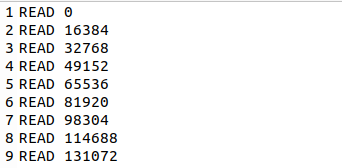 1 READ 0
2 READ 16384
3 READ 32768
4 READ 49152
5 READ 65536
6 READ 81920
7 READ 98304
8 READ 114688
9 READ 131072